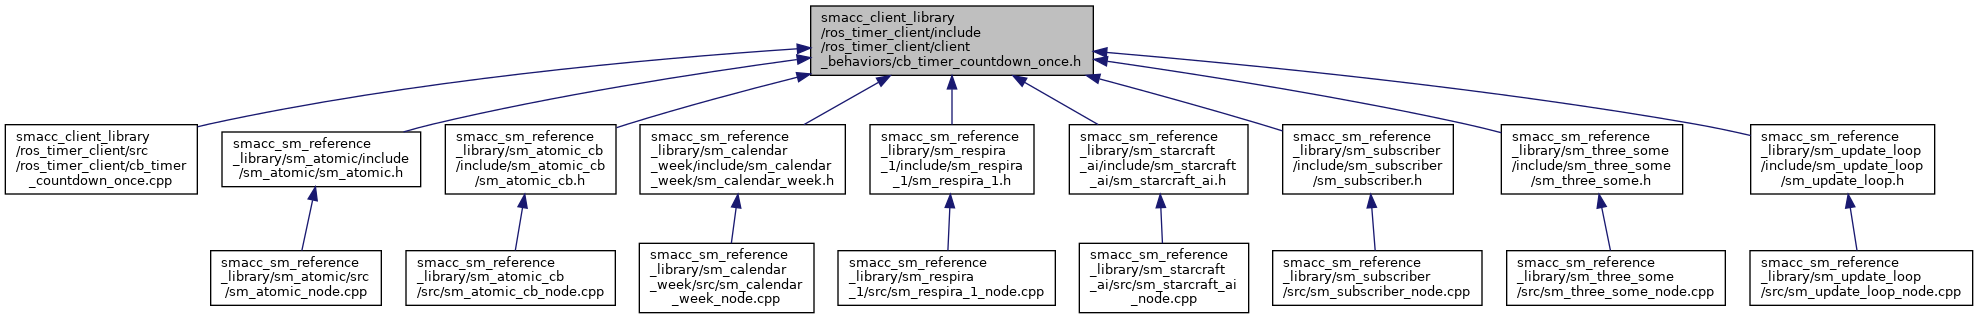 smacc_client_library
/ros_timer_client/include
/ros_timer_client/client
_behaviors/cb_timer_countdown_once.h
smacc_client_library
/ros_timer_client/src
/ros_timer_client/cb_timer
_countdown_once.cpp
smacc_sm_reference
_library/sm_atomic/include
/sm_atomic/sm_atomic.h
smacc_sm_reference
_library/sm_atomic_cb
/include/sm_atomic_cb
/sm_atomic_cb.h
smacc_sm_reference
_library/sm_calendar
_week/include/sm_calendar
_week/sm_calendar_week.h
smacc_sm_reference
_library/sm_respira
_1/include/sm_respira
_1/sm_respira_1.h
smacc_sm_reference
_library/sm_starcraft
_ai/include/sm_starcraft
_ai/sm_starcraft_ai.h
smacc_sm_reference
_library/sm_subscriber
/include/sm_subscriber
/sm_subscriber.h
smacc_sm_reference
_library/sm_three_some
/include/sm_three_some
/sm_three_some.h
smacc_sm_reference
_library/sm_update_loop
/include/sm_update_loop
/sm_update_loop.h
smacc_sm_reference
_library/sm_atomic/src
/sm_atomic_node.cpp
smacc_sm_reference
_library/sm_atomic_cb
/src/sm_atomic_cb_node.cpp
smacc_sm_reference
_library/sm_calendar
_week/src/sm_calendar
_week_node.cpp
smacc_sm_reference
_library/sm_respira
_1/src/sm_respira_1_node.cpp
smacc_sm_reference
_library/sm_starcraft
_ai/src/sm_starcraft_ai
_node.cpp
smacc_sm_reference
_library/sm_subscriber
/src/sm_subscriber_node.cpp
smacc_sm_reference
_library/sm_three_some
/src/sm_three_some_node.cpp
smacc_sm_reference
_library/sm_update_loop
/src/sm_update_loop_node.cpp